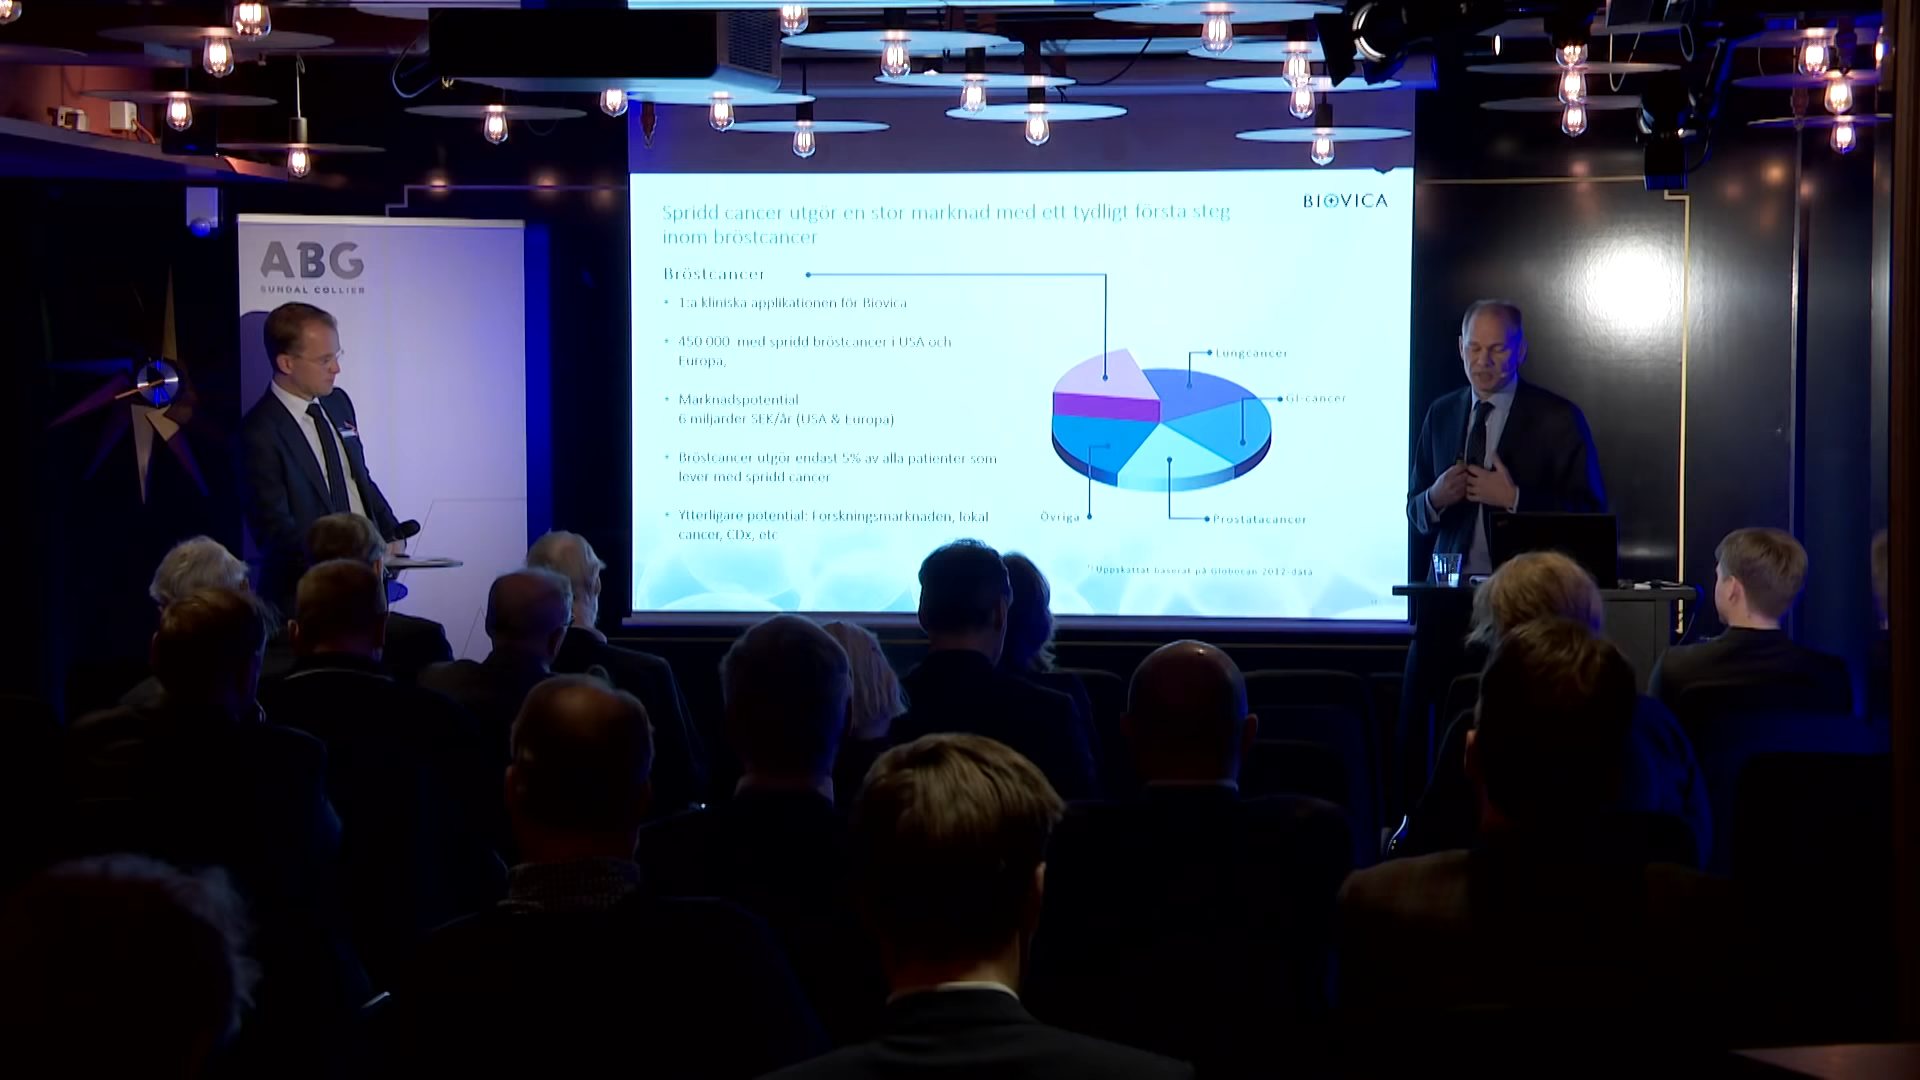 ABG
SUNDAL COLLIER
BIOVICA
Spridd cancer utgör en stor marknad med ett tydligt första steg
inom bröstcancer
Bröstcancer
• 1:a kliniska applikationen för Biovica
• 450 000 med spridd bröstcancer i USA och
Europa,
• Marknadspotential
6 miljarder SEK/år (USA & Europa)
• Bröstcancer utgör endast 5% av alla patienter som
lever med spridd cancer
• Ytterligare potential: Forskningsmarknaden, lokal
cancer, CDx, etc
Lungcancer
GI-cancer
Övriga
Prostatacancer
*Uppskattat baserat på Globocan 2012-data